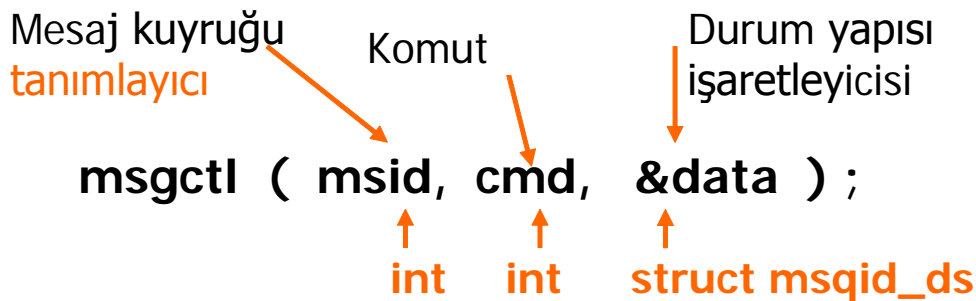 Mesaj kuyruğu
tanımlayıcı
Komut
Durum yapısı
işaretleyicisi
msgctl ( msid, cmd, &data ) ;
int int struct msqid_ds